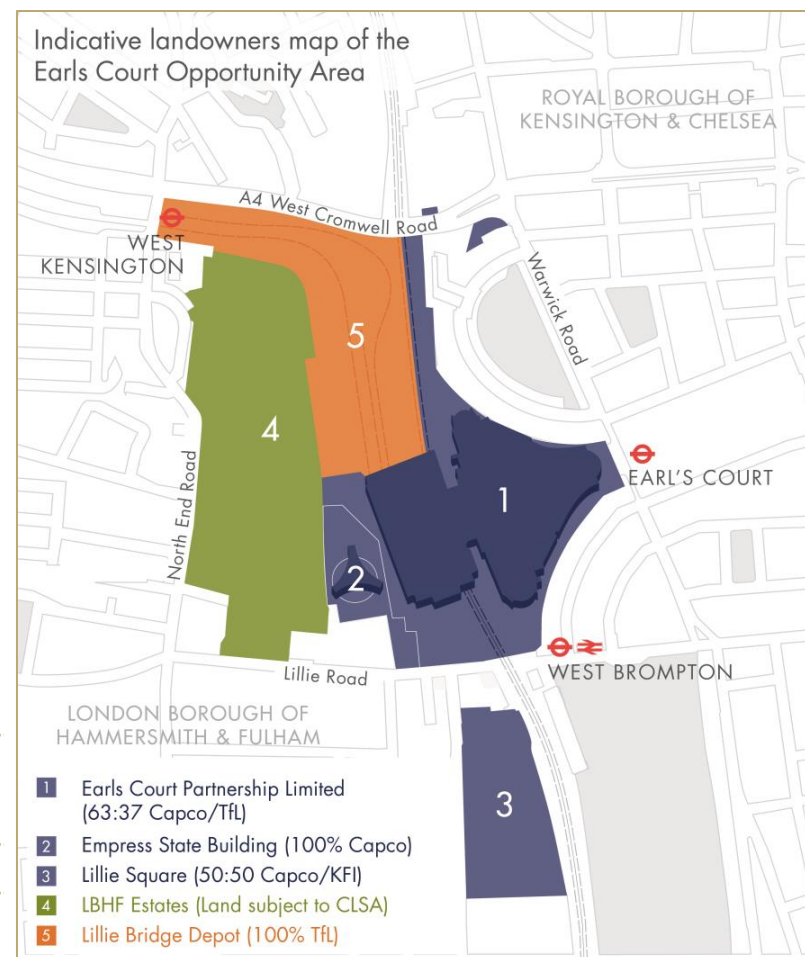 Indicative landowners map of the
Earls Court Opportunity Area
ROYAL BOROUGH OF
KENSINGTON & CHELSEA
A4 West Cromwell Road
WEST
KENSINGTON
Warwick Road
5
4
North End Road
1
EARL'S COURT
2
WEST BROMPTON
Lillie Road
LONDON BOROUGH OF
HAMMERSMITH & FULHAM
3
1 Earls Court Partnership Limited
(63:37 Capco/TfL)
2 Empress State Building (100% Capco)
3 Lillie Square (50:50 Capco/KFI)
4 LBHF Estates (Land subject to CLSA)
5 Lillie Bridge Depot (100% TfL)